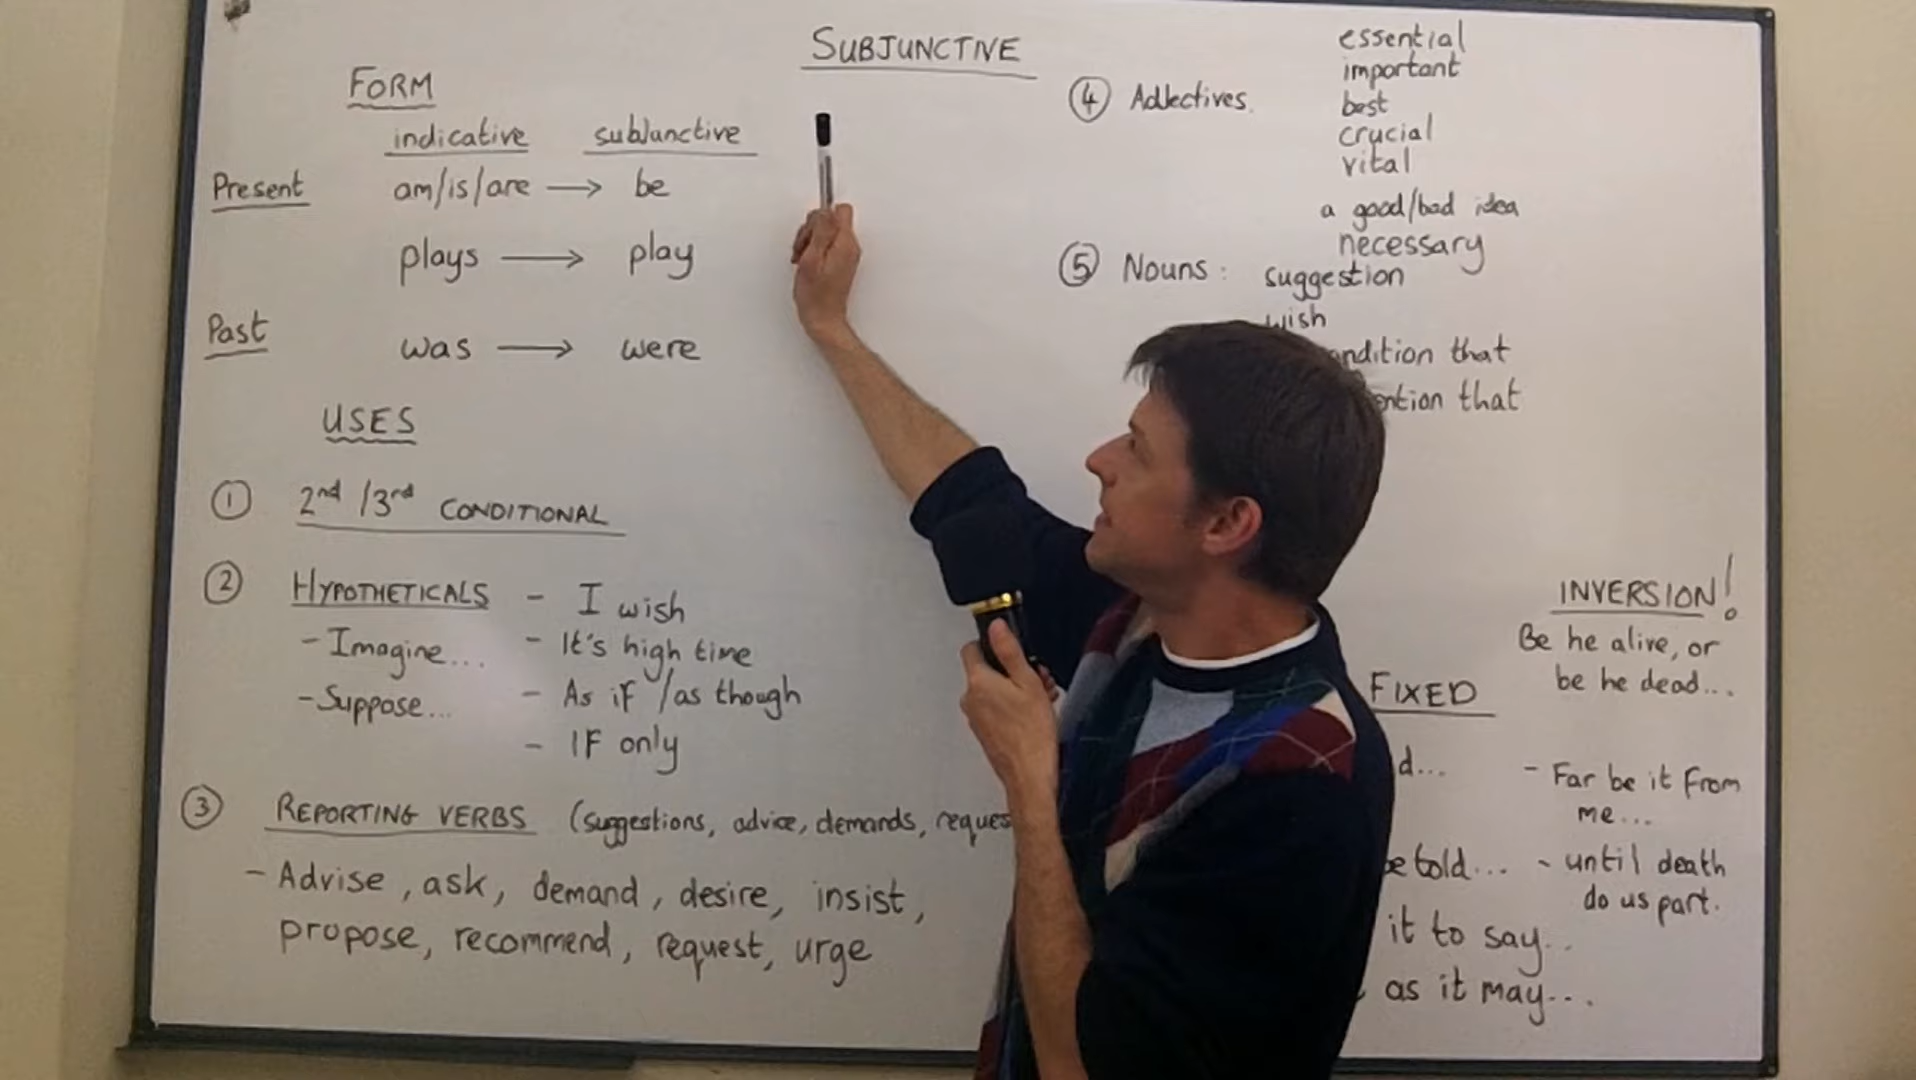 SUBJUNCTIVE
FORM
indicative subjunctive
Present am/is/are → be
plays → play
Past was → were
USES
① 2nd/3rd CONDITIONAL
② HYPOTHETICALS - I wish
- Imagine... - It's high time
- Suppose... - As if/as though
- IF only
③ REPORTING VERBS (suggestions, advice, demands,
- Advise, ask, demand, desire, insist,
propose, recommend, request, urge
④ Adjectives.
essential
important
best
crucial
vital
a good/bad idea
necessary
⑤ Nouns: suggestion
wish
that
that
FIXED
told...
it to say...
as it may...
INVERSION!
Be he alive, or
be he dead...
- Far be it from
me...
- until death
do us part.